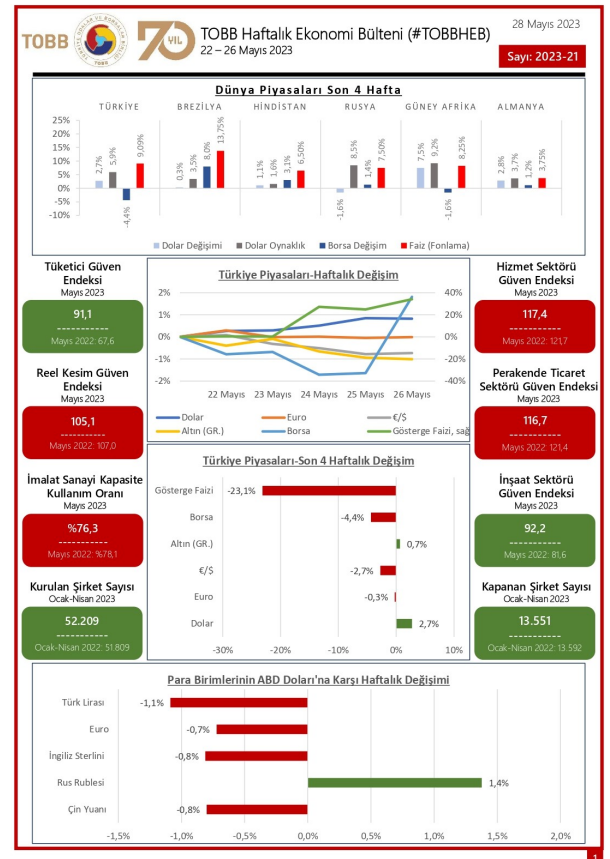 TOBB
TOBB
70 YIL
TOBB Haftalık Ekonomi Bülteni (#TOBBHEB)
22 – 26 Mayıs 2023
28 Mayıs 2023
Sayı: 2023-21
Dünya Piyasaları Son 4 Hafta
TÜRKİYE BREZİLYA HİNDİSTAN RUSYA GÜNEY AFRİKA ALMANYA
25%
20%
15%
10%
5%
0%
-5%
-10%
2,7% 5,9% -4,4% 9,09%
0,3% 3,5% 8,0% 13,75%
1,1% 1,6% 3,1% 6,50%
-1,6% 8,5% 1,4% 7,50%
7,5% 9,2% -1,6% 8,25%
2,8% 3,7% 1,2% 3,75%
Dolar Değişimi Dolar Oynaklık Borsa Değişim Faiz (Fonlama)
Tüketici Güven
Endeksi
Mayıs 2023
91,1
-----------
Mayıs 2022: 67,6
Reel Kesim Güven
Endeksi
Mayıs 2023
105,1
-----------
Mayıs 2022: 107,0
İmalat Sanayi Kapasite
Kullanım Oranı
Mayıs 2023
%76,3
-----------
Mayıs 2022: %78,1
Kurulan Şirket Sayısı
Ocak-Nisan 2023
52.209
-----------
Ocak-Nisan 2022: 51.809
Türkiye Piyasaları-Haftalık Değişim
2% 40%
1% 20%
0% 0%
-1% -20%
-2% -40%
22 Mayıs 23 Mayıs 24 Mayıs 25 Mayıs 26 Mayıs
Dolar Euro €/$
Altın (GR.) Borsa Gösterge Faizi, sağ
Türkiye Piyasaları-Son 4 Haftalık Değişim
Gösterge Faizi -23,1%
Borsa -4,4%
Altın (GR.) 0,7%
€/$ -2,7%
Euro -0,3%
Dolar 2,7%
-30% -20% -10% 0% 10%
Hizmet Sektörü
Güven Endeksi
Mayıs 2023
117,4
-----------
Mayıs 2022: 121,7
Perakende Ticaret
Sektörü Güven Endeksi
Mayıs 2023
116,7
-----------
Mayıs 2022: 121,4
İnşaat Sektörü
Güven Endeksi
Mayıs 2023
92,2
-----------
Mayıs 2022: 81,6
Kapanan Şirket Sayısı
Ocak-Nisan 2023
13.551
-----------
Ocak-Nisan 2022: 13.592
Para Birimlerinin ABD Doları'na Karşı Haftalık Değişimi
Türk Lirası -1,1%
Euro -0,7%
İngiliz Sterlini -0,8%
Rus Rublesi 1,4%
Çin Yuanı -0,8%
-1,5% -1,0% -0,5% 0,0% 0,5% 1,0% 1,5% 2,0%
1